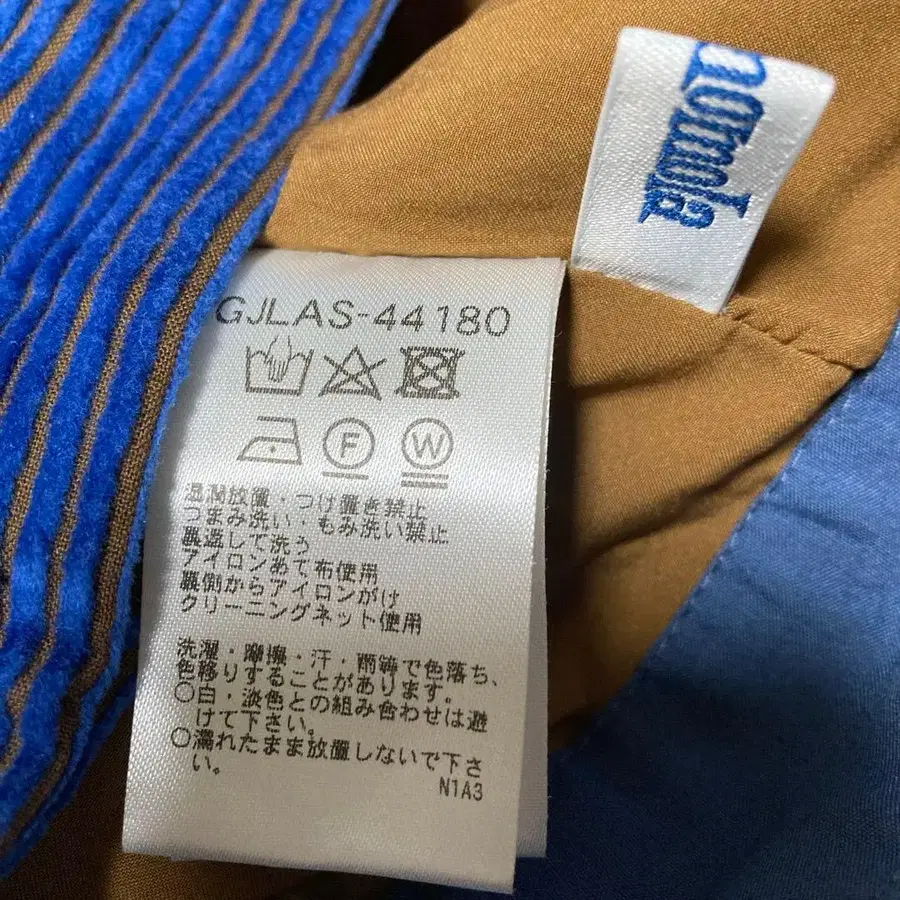 nomola
GJLAS-44180
F W
湿潤放置・つけ置き禁止
つまみ洗い・もみ洗い禁止
裏返して洗う
アイロンあて布使用
裏側からアイロンがけ
クリーニングネット使用
洗濯・摩擦・汗・雨等で色落ち、
色移りすることがあります。
○白・淡色との組み合わせは避
けて下さい。
○濡れたまま放置しないで下さ
い。
N1A3